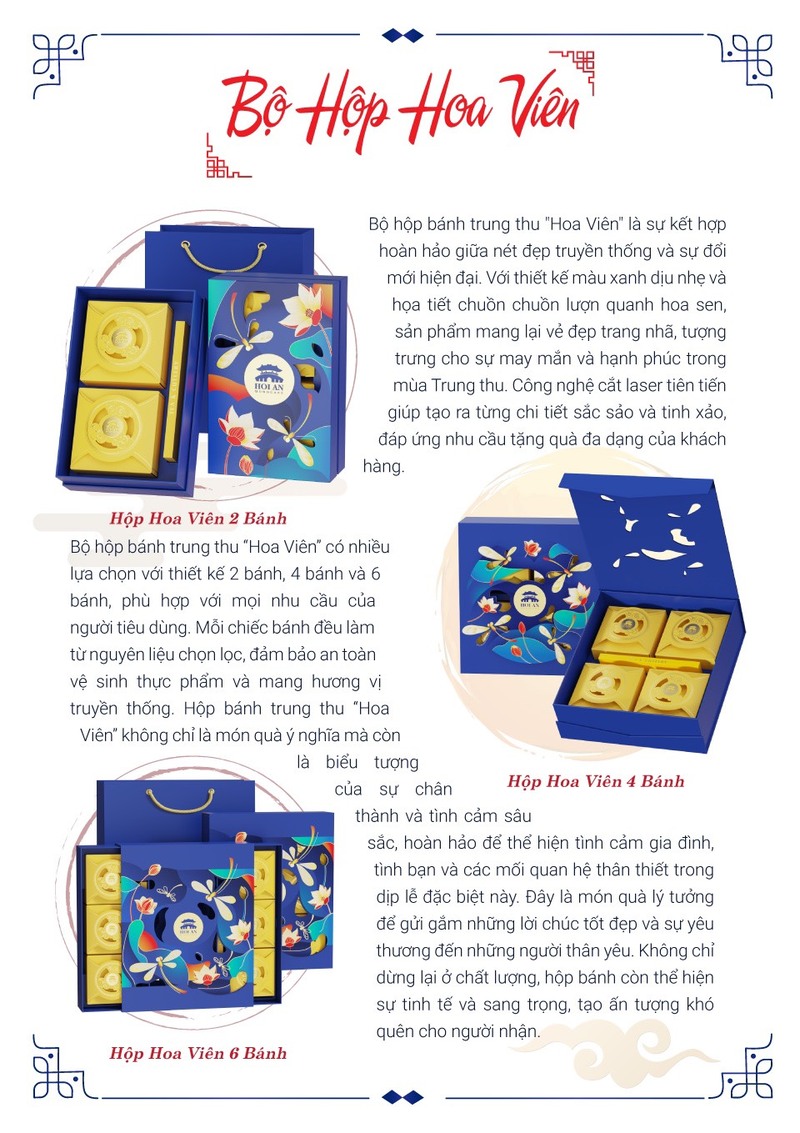 Bộ Hộp Hoa Viên
Bộ hộp bánh trung thu "Hoa Viên" là sự kết hợp
hoàn hảo giữa nét đẹp truyền thống và sự đổi
mới hiện đại. Với thiết kế màu xanh dịu nhẹ và
họa tiết chuồn chuồn lượn quanh hoa sen,
sản phẩm mang lại vẻ đẹp trang nhã, tượng
trưng cho sự may mắn và hạnh phúc trong
mùa Trung thu. Công nghệ cắt laser tiên tiến
giúp tạo ra từng chi tiết sắc sảo và tinh xảo,
đáp ứng nhu cầu tặng quà đa dạng của khách
hàng.
HOI AN
Hộp Hoa Viên 2 Bánh
Bộ hộp bánh trung thu “Hoa Viên” có nhiều
lựa chọn với thiết kế 2 bánh, 4 bánh và 6
bánh, phù hợp với mọi nhu cầu của
người tiêu dùng. Mỗi chiếc bánh đều làm
từ nguyên liệu chọn lọc, đảm bảo an toàn
vệ sinh thực phẩm và mang hương vị
truyền thống. Hộp bánh trung thu “Hoa
Viên” không chỉ là món quà ý nghĩa mà còn
là biểu tượng
của sự chân
thành và tình cảm sâu
sắc, hoàn hảo để thể hiện tình cảm gia đình,
tình bạn và các mối quan hệ thân thiết trong
dịp lễ đặc biệt này. Đây là món quà lý tưởng
để gửi gắm những lời chúc tốt đẹp và sự yêu
thương đến những người thân yêu. Không chỉ
dừng lại ở chất lượng, hộp bánh còn thể hiện
sự tinh tế và sang trọng, tạo ấn tượng khó
quên cho người nhận.
HOI AN
Hộp Hoa Viên 4 Bánh
HOI AN
Hộp Hoa Viên 6 Bánh